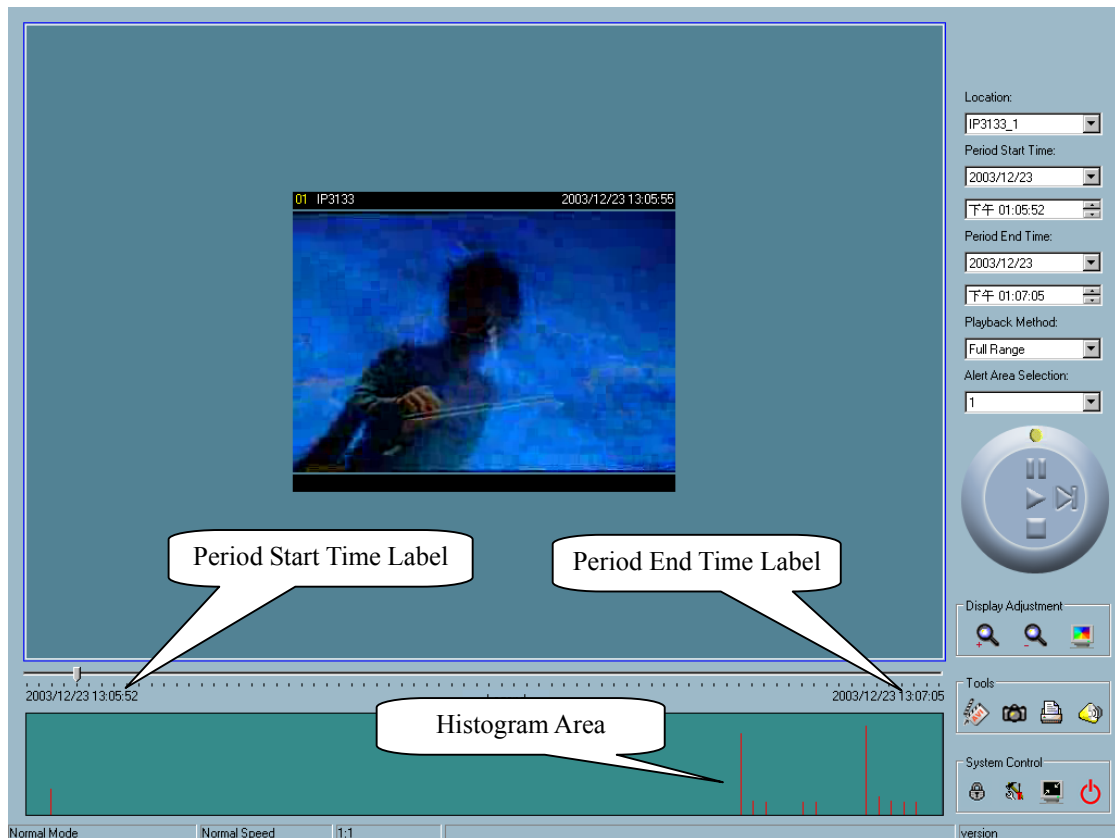 Location:
IP3133_1
Period Start Time:
2003/12/23
下午 01:05:52
Period End Time:
2003/12/23
下午 01:07:05
Playback Method:
Full Range
Alert Area Selection:
1
01 IP3133 2003/12/23 13:05:55
Period Start Time Label
Period End Time Label
Display Adjustment
2003/12/23 13:05:52 2003/12/23 13:07:05
Tools
AVI
Histogram Area
System Control
Normal Mode Normal Speed 1:1 version